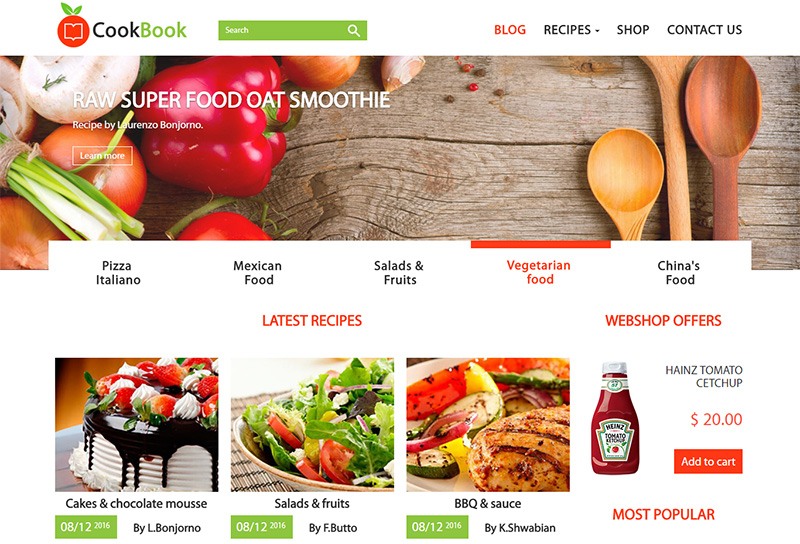 CookBook
Search
BLOG
RECIPES
SHOP
CONTACT US
RAW SUPER FOOD OAT SMOOTHIE
Recipe by Laurenzo Bonjorno.
Learn more
Pizza
Italiano
Mexican
Food
Salads &
Fruits
Vegetarian
food
China's
Food
LATEST RECIPES
WEBSHOP OFFERS
HAINZ TOMATO
CETCHUP
$ 20.00
Add to cart
HEINZ
TOMATO
KETCHUP
Cakes & chocolate mousse
08/12 2016
By L.Bonjorno
Salads & fruits
08/12 2016
By F.Butto
BBQ & sauce
08/12 2016
By K.Shwabian
MOST POPULAR